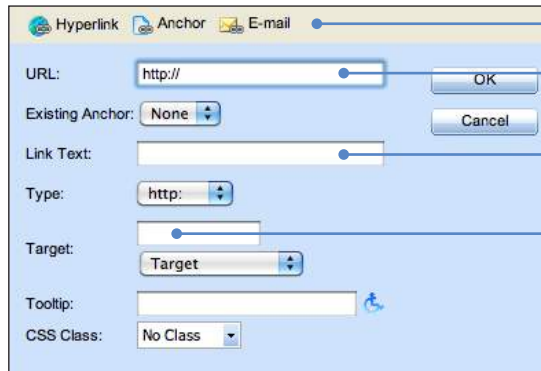 Hyperlink Anchor E-mail
URL: http:// OK
Existing Anchor: None Cancel
Link Text:
Type: http:
Target:
Target
Tooltip:
CSS Class: No Class